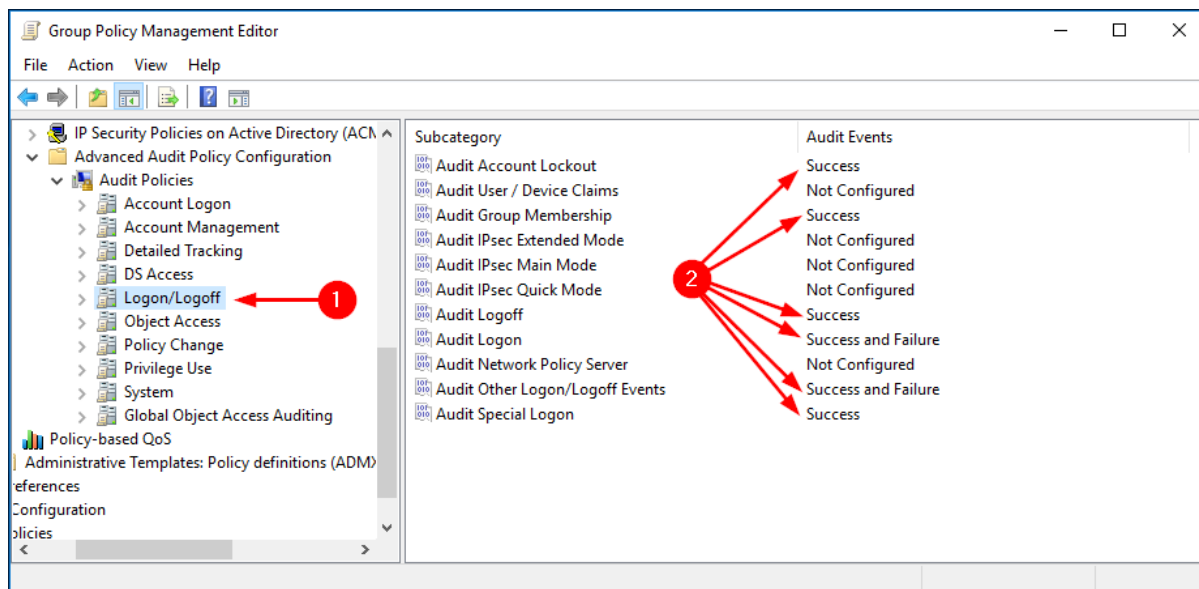 Group Policy Management Editor
File Action View Help
IP Security Policies on Active Directory (ACM
Advanced Audit Policy Configuration
Audit Policies
Account Logon
Account Management
Detailed Tracking
DS Access
Logon/Logoff
1
Object Access
Policy Change
Privilege Use
System
Global Object Access Auditing
Policy-based QoS
Administrative Templates: Policy definitions (ADMX
eferences
Configuration
olicies
Subcategory Audit Events
Audit Account Lockout Success
Audit User / Device Claims Not Configured
Audit Group Membership Success
Audit IPsec Extended Mode Not Configured
Audit IPsec Main Mode Not Configured
2
Audit IPsec Quick Mode Not Configured
Audit Logoff Success
Audit Logon Success and Failure
Audit Network Policy Server Not Configured
Audit Other Logon/Logoff Events Success and Failure
Audit Special Logon Success